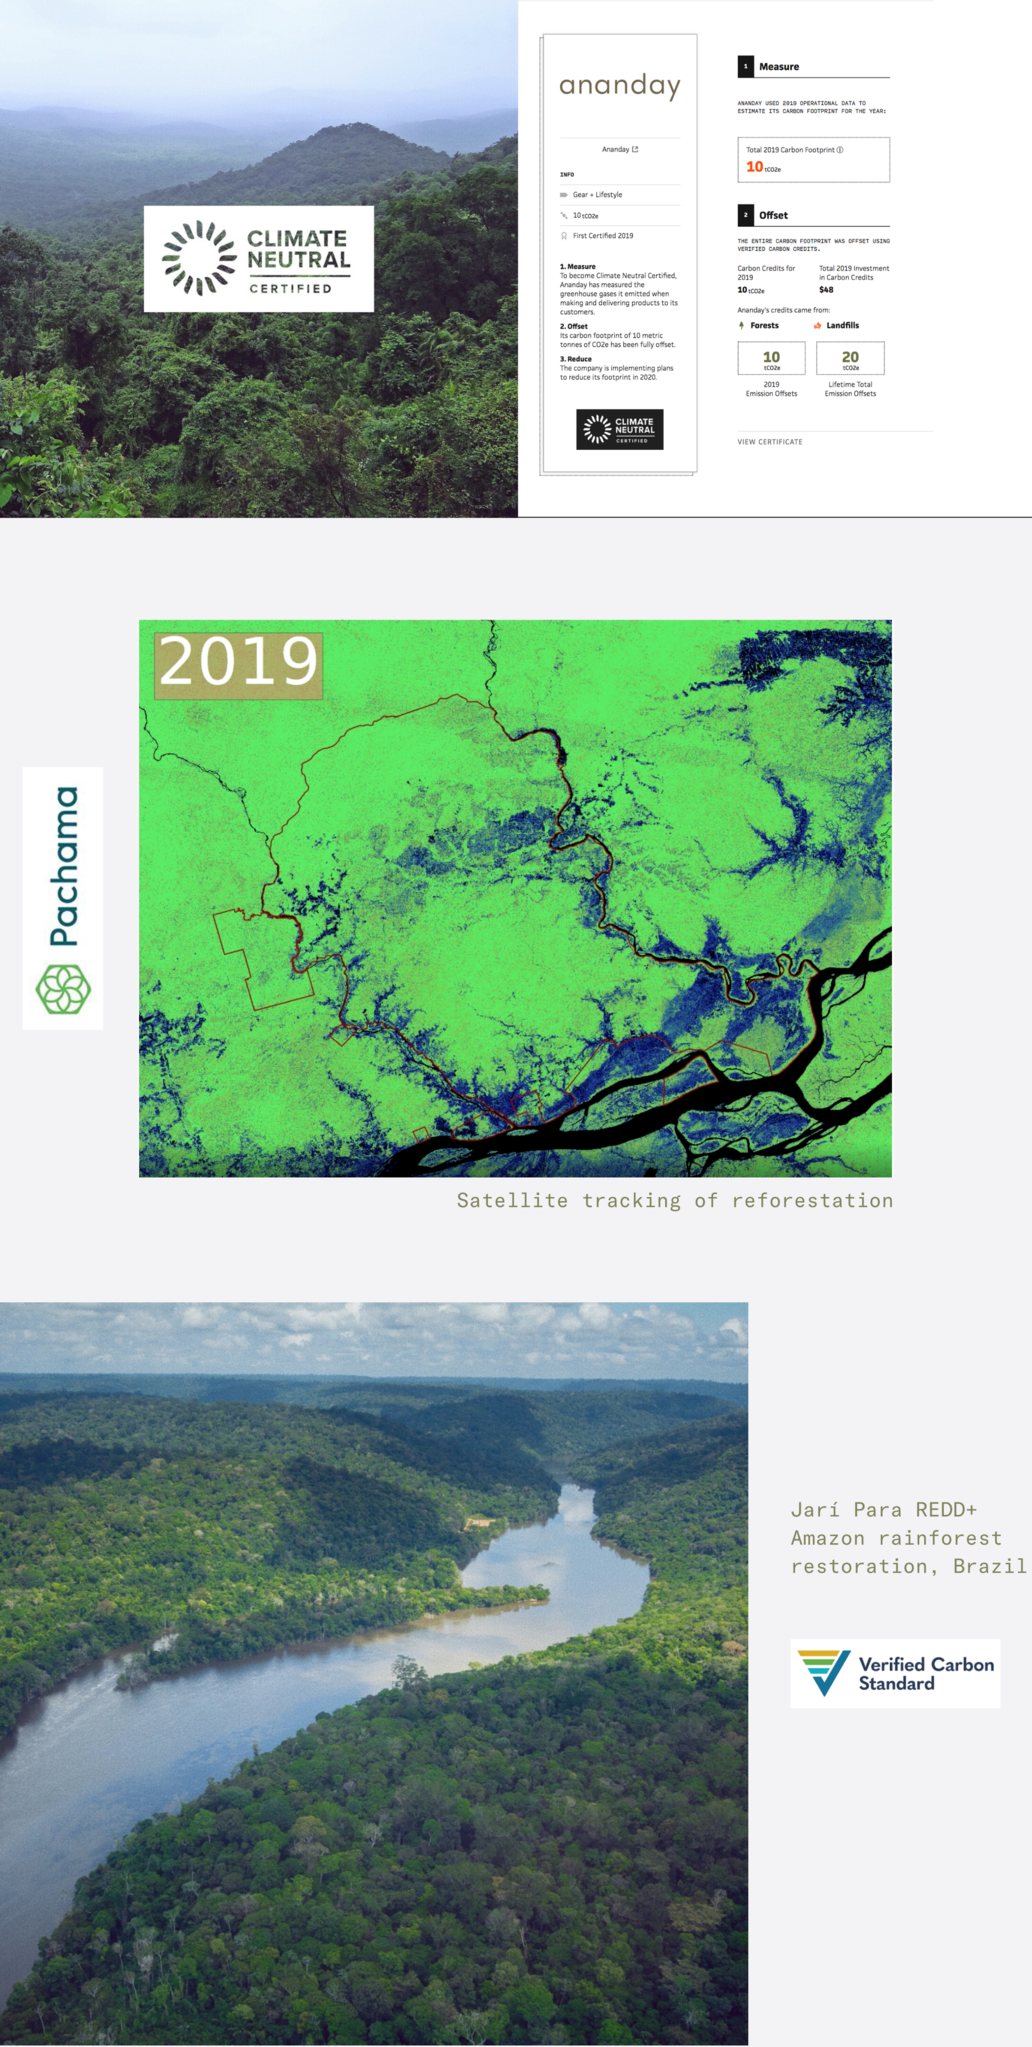 CLIMATE
NEUTRAL
CERTIFIED
ananday
Ananday
INFO
Gear + Lifestyle
10 tCO2e
First Certified 2019
1. Measure
To become Climate Neutral Certified,
Ananday has measured the
greenhouse gases it emitted when
making and delivering products to its
customers.
2. Offset
Its carbon footprint of 10 metric
tonnes of CO2e has been fully offset.
3. Reduce
The company is implementing plans
to reduce its footprint in 2020.
CLIMATE
NEUTRAL
CERTIFIED
1 Measure
ANANDAY USED 2019 OPERATIONAL DATA TO
ESTIMATE ITS CARBON FOOTPRINT FOR THE YEAR:
Total 2019 Carbon Footprint
10 tCO2e
2 Offset
THE ENTIRE CARBON FOOTPRINT WAS OFFSET USING
VERIFIED CARBON CREDITS.
Carbon Credits for
2019
10 tCO2e
Total 2019 Investment
in Carbon Credits
$48
Ananday's credits came from:
Forests
Landfills
10
tCO2e
2019
Emission Offsets
20
tCO2e
Lifetime Total
Emission Offsets
VIEW CERTIFICATE
2019
Pachama
Satellite tracking of reforestation
Jarí Para REDD+
Amazon rainforest
restoration, Brazil
Verified Carbon
Standard